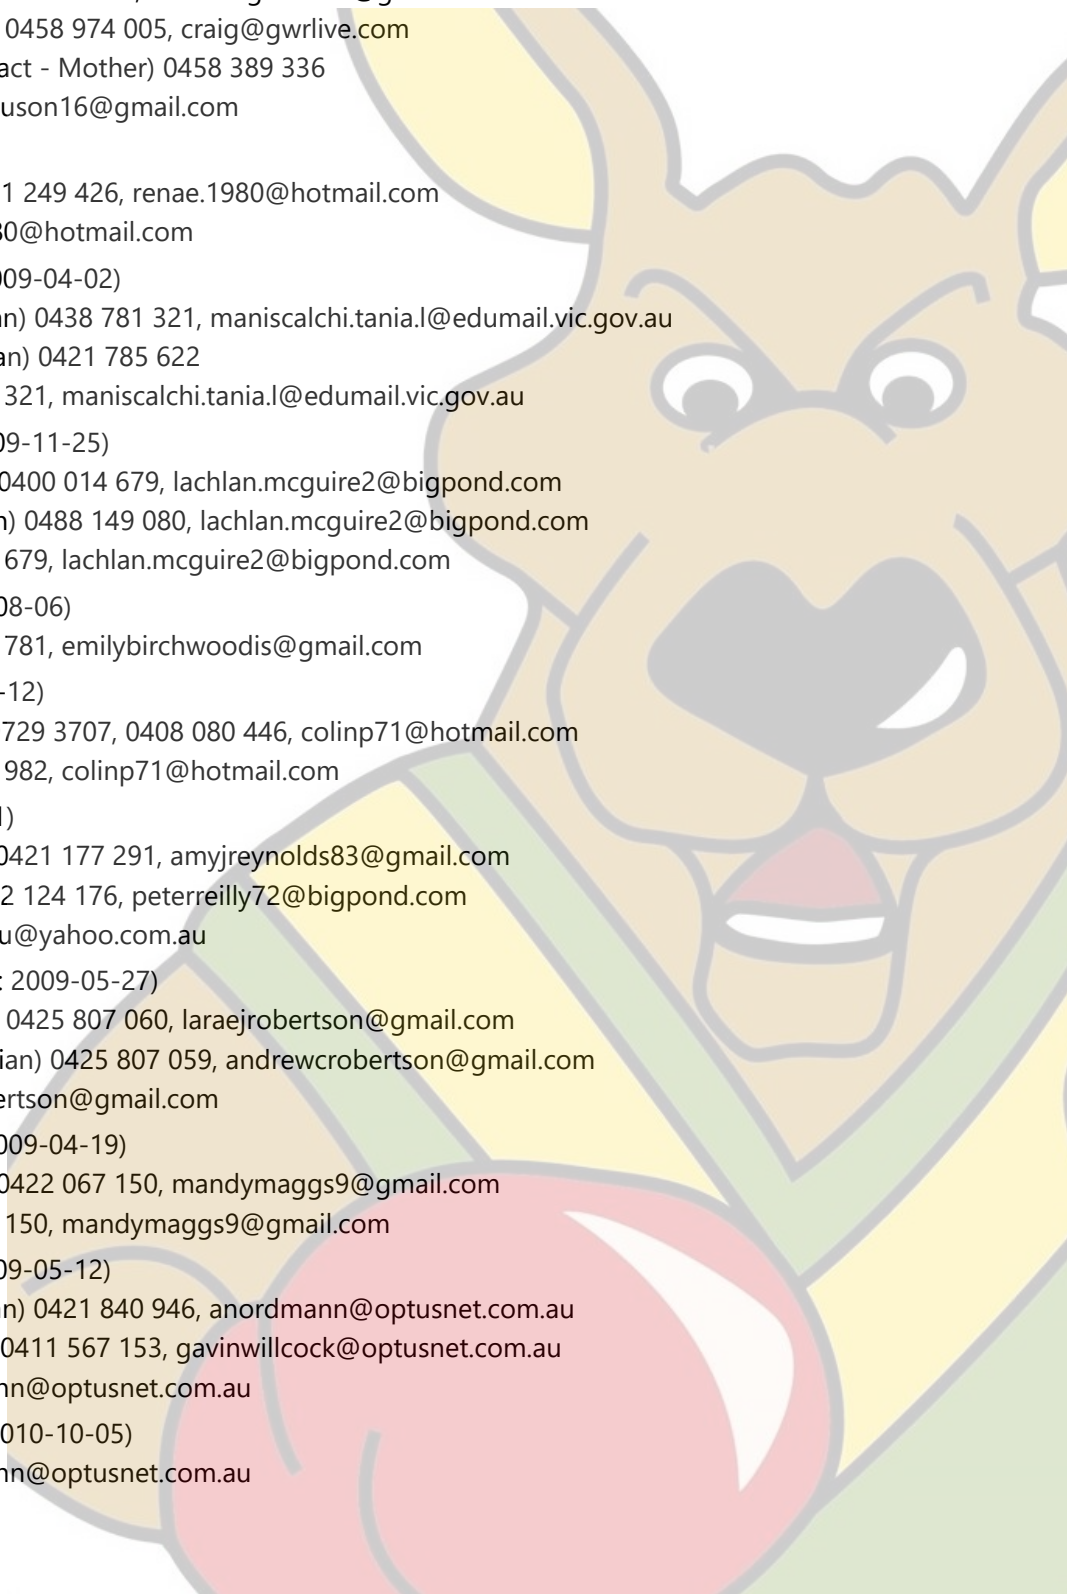 0458 974 005, craig@gwrlive.com
act - Mother) 0458 389 336
uson16@gmail.com
1 249 426, renae.1980@hotmail.com
80@hotmail.com
009-04-02)
an) 0438 781 321, maniscalchi.tania.l@edumail.vic.gov.au
an) 0421 785 622
321, maniscalchi.tania.l@edumail.vic.gov.au
09-11-25)
0400 014 679, lachlan.mcguire2@bigpond.com
n) 0488 149 080, lachlan.mcguire2@bigpond.com
679, lachlan.mcguire2@bigpond.com
08-06)
781, emilybirchwoodis@gmail.com
-12)
729 3707, 0408 080 446, colinp71@hotmail.com
982, colinp71@hotmail.com
)
0421 177 291, amyjreynolds83@gmail.com
2 124 176, peterreilly72@bigpond.com
u@yahoo.com.au
: 2009-05-27)
0425 807 060, laraejrobertson@gmail.com
ian) 0425 807 059, andrewcrobertson@gmail.com
ertson@gmail.com
009-04-19)
0422 067 150, mandymaggs9@gmail.com
150, mandymaggs9@gmail.com
09-05-12)
n) 0421 840 946, anordmann@optusnet.com.au
0411 567 153, gavinwillcock@optusnet.com.au
nn@optusnet.com.au
010-10-05)
nn@optusnet.com.au